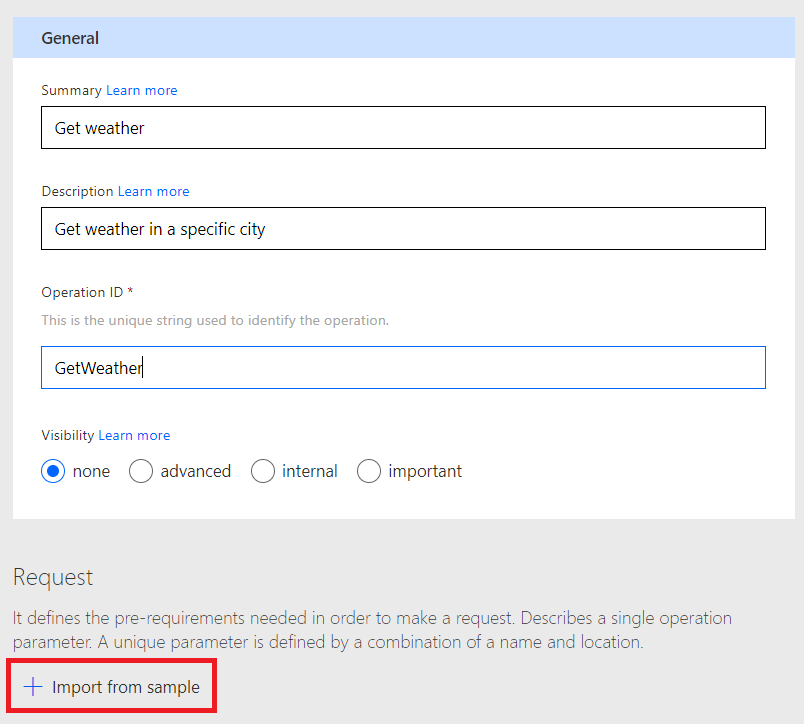 General
Summary Learn more
Get weather
Description Learn more
Get weather in a specific city
Operation ID *
This is the unique string used to identify the operation.
GetWeather
Visibility Learn more
none advanced internal important
Request
It defines the pre-requirements needed in order to make a request. Describes a single operation
parameter. A unique parameter is defined by a combination of a name and location.
Import from sample